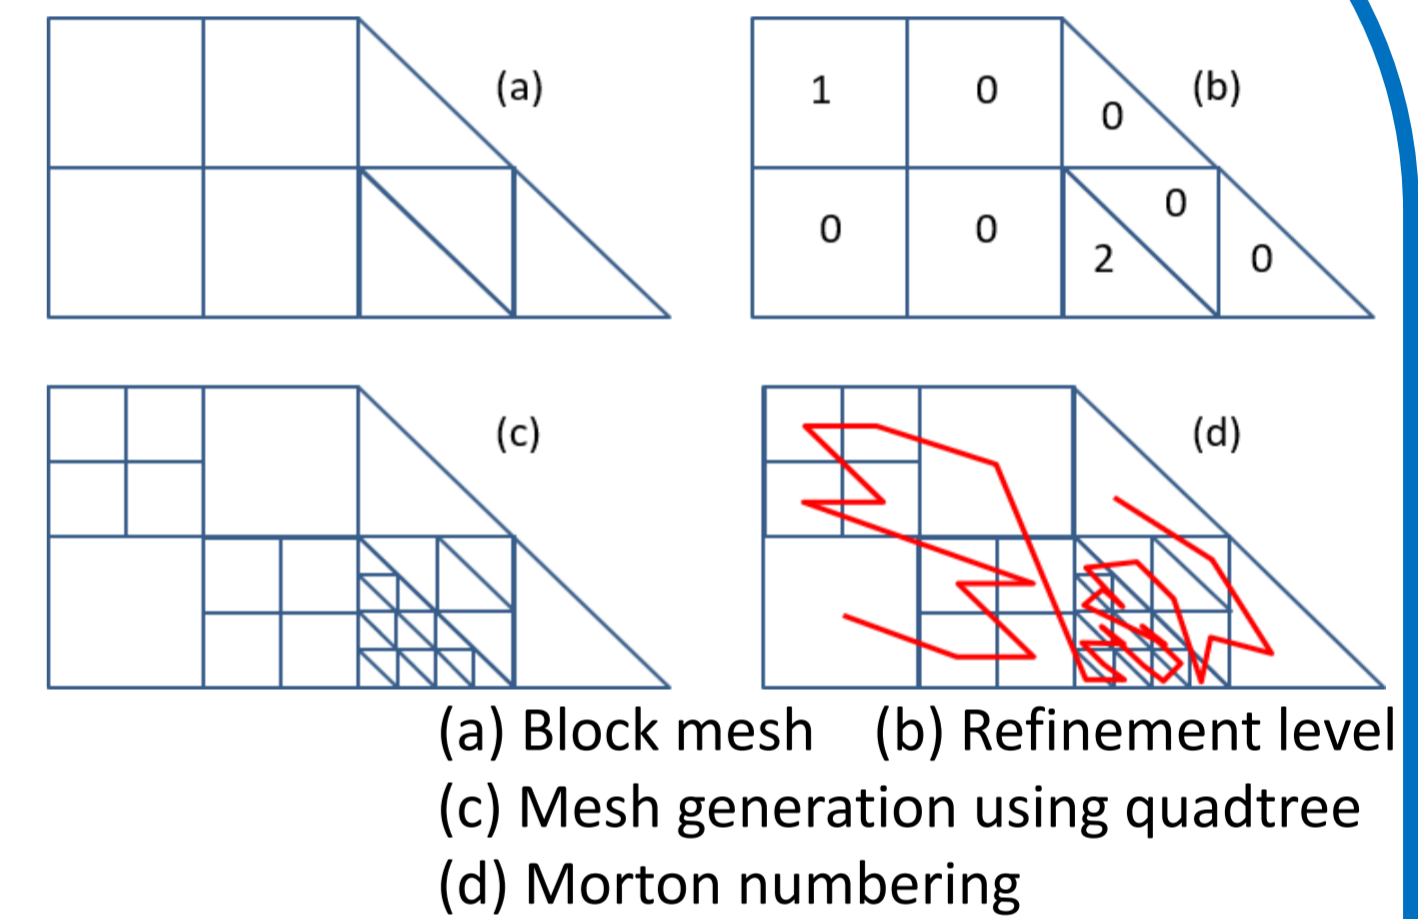 (a)
(b)
1 0 0
0 0 2 0 0
(c)
(d)
(a) Block mesh (b) Refinement level
(c) Mesh generation using quadtree
(d) Morton numbering